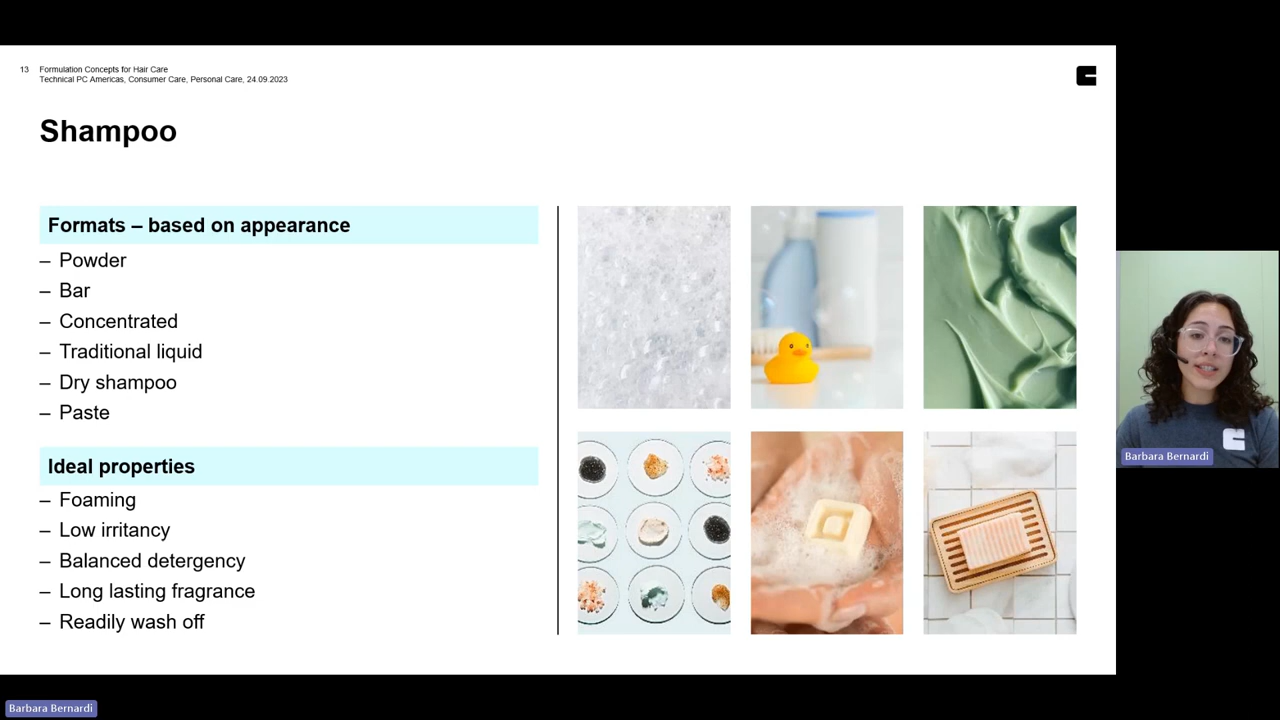 13 Formulation Concepts for Hair Care
Technical PC Americas, Consumer Care, Personal Care, 24.09.2023
Shampoo
Formats – based on appearance
– Powder
– Bar
– Concentrated
– Traditional liquid
– Dry shampoo
– Paste
Ideal properties
– Foaming
– Low irritancy
– Balanced detergency
– Long lasting fragrance
– Readily wash off
Barbara Bernardi
Barbara Bernardi